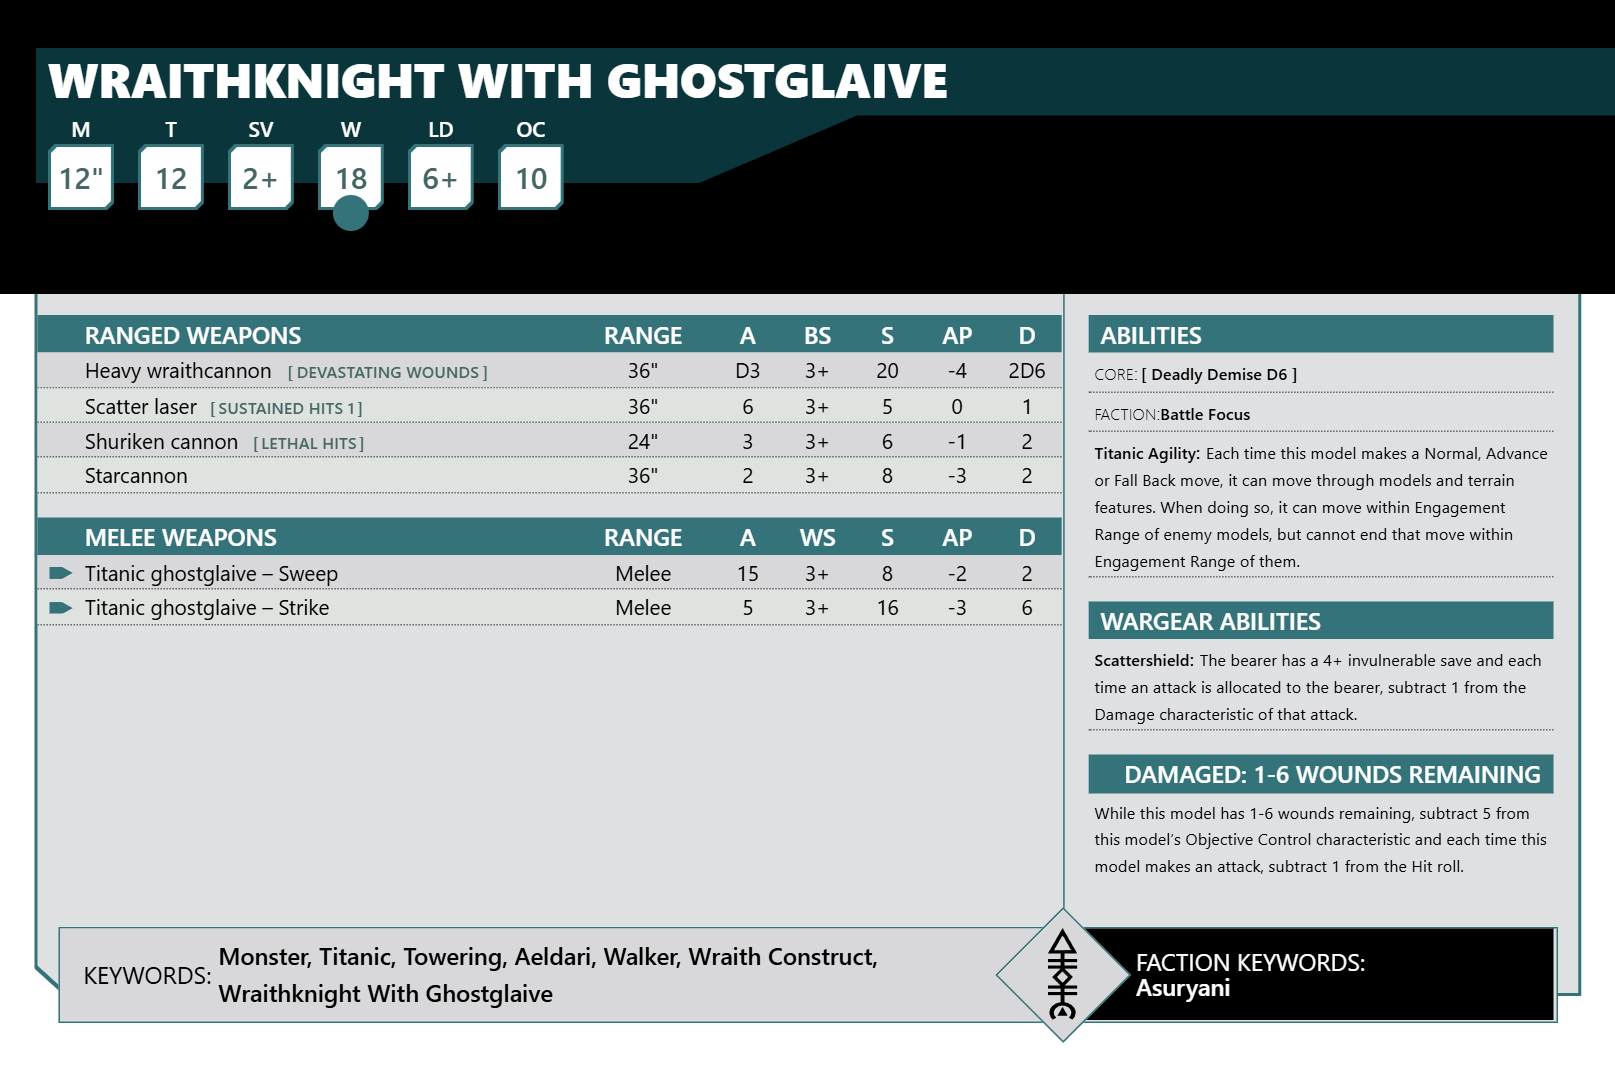 WRAITHKNIGHT WITH GHOSTGLAIVE
M T SV W LD OC
12" 12 2+ 18 6+ 10
RANGED WEAPONS RANGE A BS S AP D
Heavy wraithcannon [ DEVASTATING WOUNDS ] 36" D3 3+ 20 -4 2D6
Scatter laser [ SUSTAINED HITS 1 ] 36" 6 3+ 5 0 1
Shuriken cannon [ LETHAL HITS ] 24" 3 3+ 6 -1 2
Starcannon 36" 2 3+ 8 -3 2
MELEE WEAPONS RANGE A WS S AP D
Titanic ghostglaive – Sweep Melee 15 3+ 8 -2 2
Titanic ghostglaive – Strike Melee 5 3+ 16 -3 6
ABILITIES
CORE: [ Deadly Demise D6 ]
FACTION:Battle Focus
Titanic Agility: Each time this model makes a Normal, Advance
or Fall Back move, it can move through models and terrain
features. When doing so, it can move within Engagement
Range of enemy models, but cannot end that move within
Engagement Range of them.
WARGEAR ABILITIES
Scattershield: The bearer has a 4+ invulnerable save and each
time an attack is allocated to the bearer, subtract 1 from the
Damage characteristic of that attack.
DAMAGED: 1-6 WOUNDS REMAINING
While this model has 1-6 wounds remaining, subtract 5 from
this model’s Objective Control characteristic and each time this
model makes an attack, subtract 1 from the Hit roll.
KEYWORDS: Monster, Titanic, Towering, Aeldari, Walker, Wraith Construct,
Wraithknight With Ghostglaive
FACTION KEYWORDS:
Asuryani